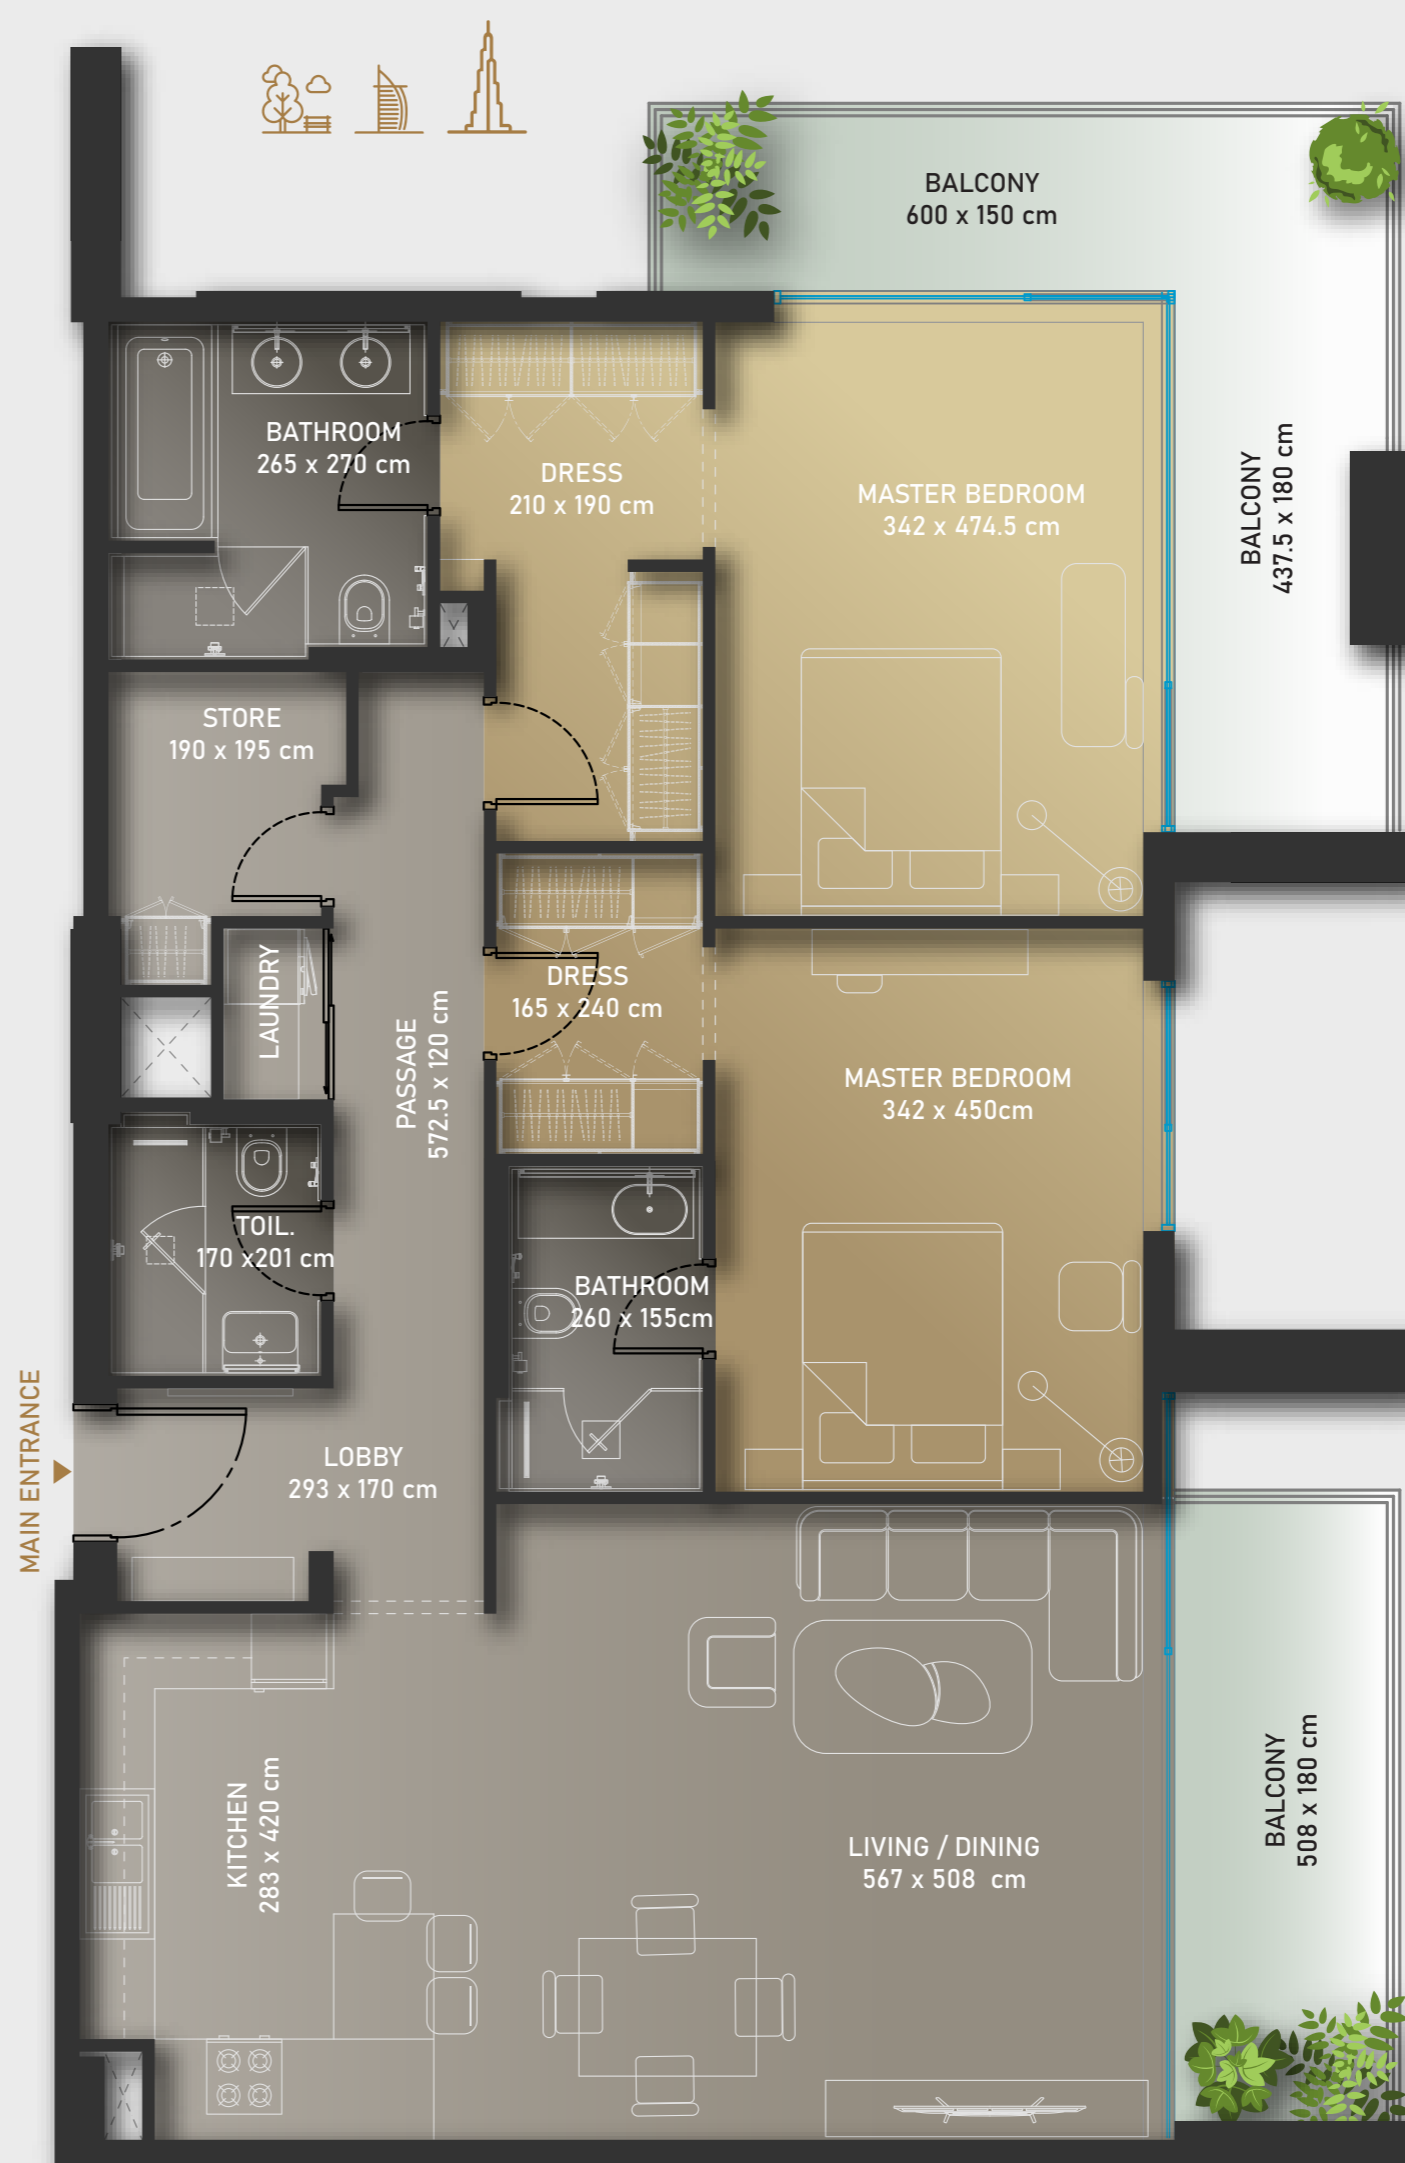 BALCONY
600 x 150 cm
BATHROOM
265 x 270 cm
DRESS
210 x 190 cm
MASTER BEDROOM
342 x 474.5 cm
BALCONY
437.5 x 180 cm
STORE
190 x 195 cm
LAUNDRY
PASSAGE
572.5 x 120 cm
DRESS
165 x 240 cm
MASTER BEDROOM
342 x 450cm
TOIL.
170 x201 cm
BATHROOM
260 x 155cm
MAIN ENTRANCE
LOBBY
293 x 170 cm
KITCHEN
283 x 420 cm
LIVING / DINING
567 x 508  cm
BALCONY
508 x 180 cm